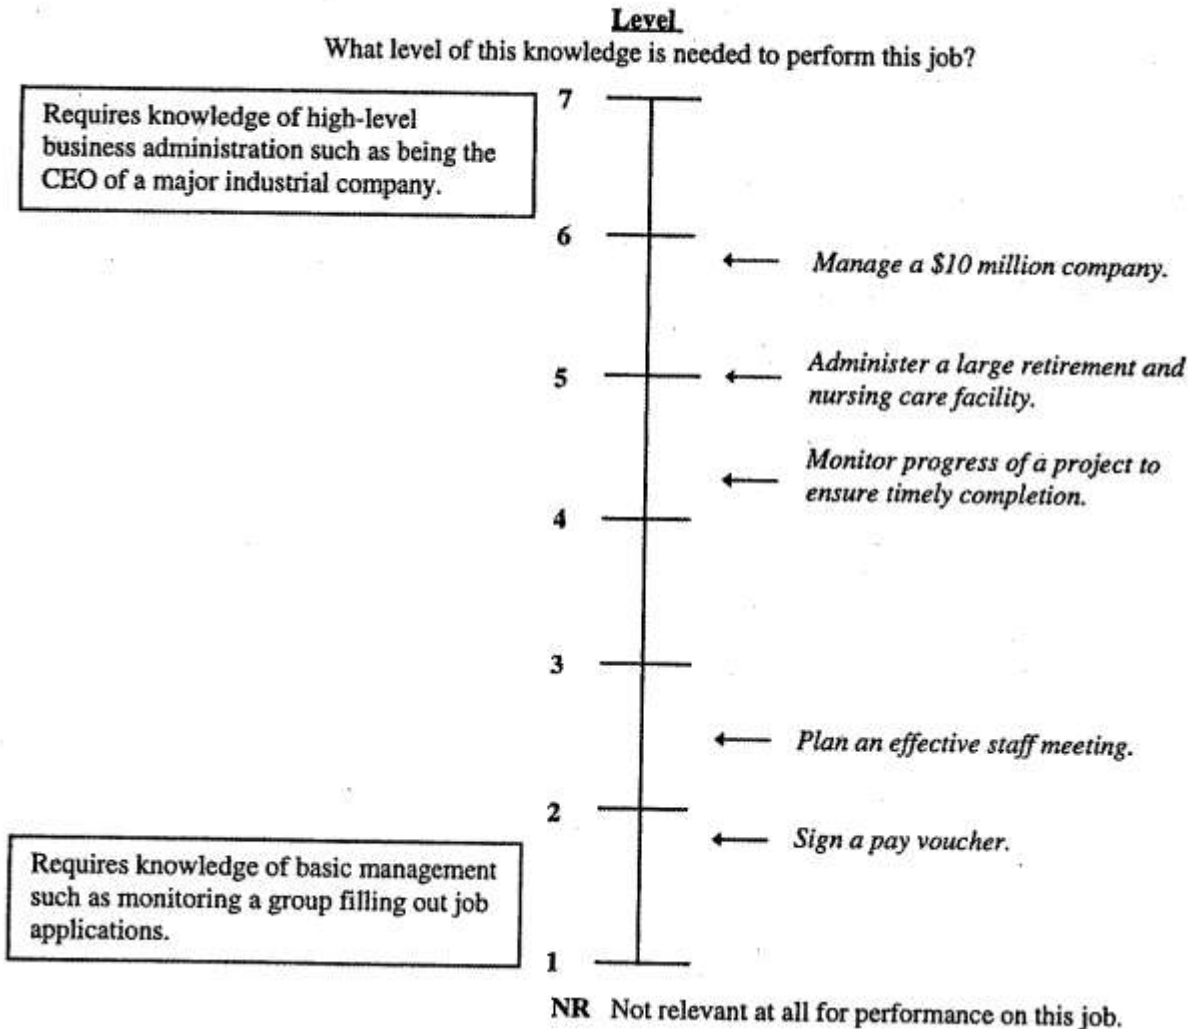 Level
What level of this knowledge is needed to perform this job?
Requires knowledge of high-level
business administration such as being the
CEO of a major industrial company.
7
6
Manage a $10 million company.
5
Administer a large retirement and
nursing care facility.
Monitor progress of a project to
ensure timely completion.
4
3
Plan an effective staff meeting.
2
Sign a pay voucher.
Requires knowledge of basic management
such as monitoring a group filling out job
applications.
1
NR Not relevant at all for performance on this job.